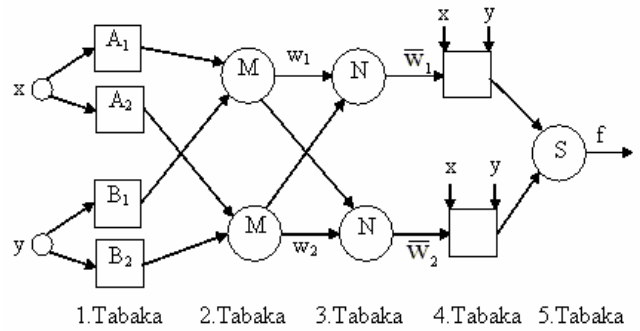 x y
A₁
M w₁ N w̅₁
x
A₂
S f
x y
B₁
M w₂ N w̅₂
y
B₂
1.Tabaka 2.Tabaka 3.Tabaka 4.Tabaka 5.Tabaka